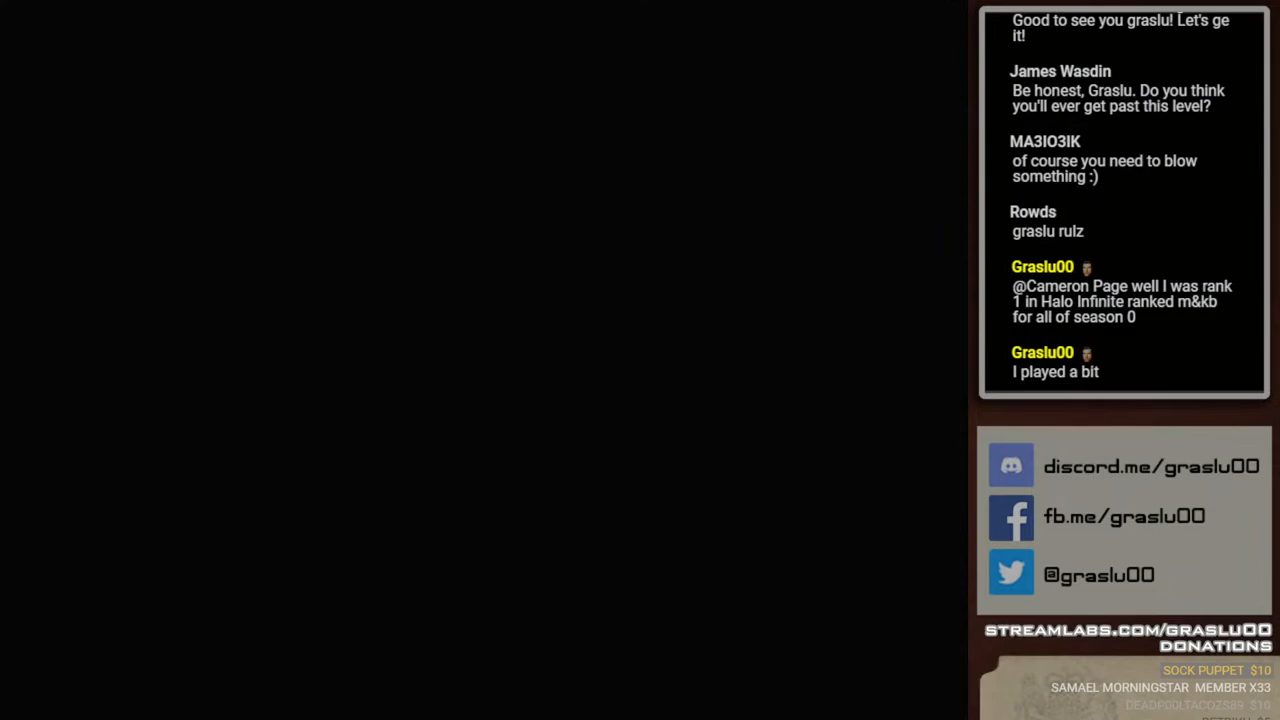 Good to see you graslu! Let's ge
it!
James Wasdin
Be honest, Graslu. Do you think
you'll ever get past this level?
MA3IO3IK
of course you need to blow
something :)
Rowds
graslu rulz
Graslu00
@Cameron Page well I was rank
1 in Halo Infinite ranked m&kb
for all of season 0
Graslu00
I played a bit
discord.me/graslu00
fb.me/graslu00
@graslu00
STREAMLABS.COM/GRASLU00
DONATIONS
SOCK PUPPET $10
SAMAEL MORNINGSTAR MEMBER X33
DEADP00LTACOZS89 $10